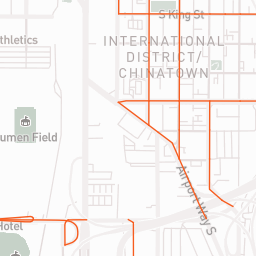 S King St
thletics
INTERNATIONAL
DISTRICT/
CHINATOWN
umen Field
Airport Way S
Hotel